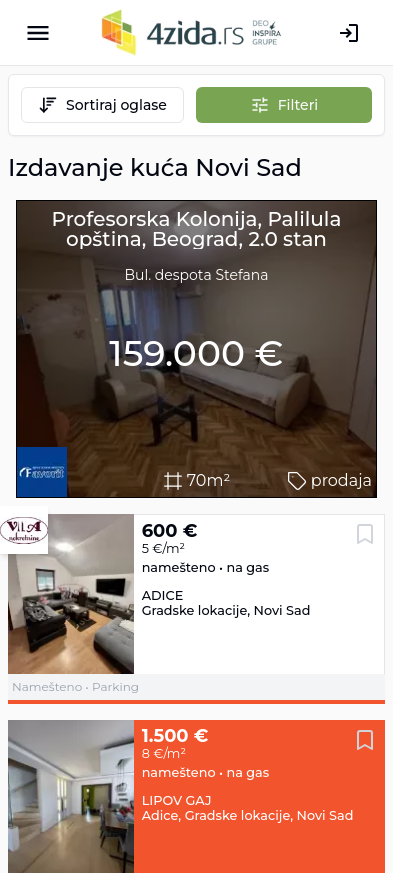 4zida.rs
DEO
INSPIRA
GRUPE
Sortiraj oglase
Filteri
Izdavanje kuća Novi Sad
Profesorska Kolonija, Palilula
opština, Beograd, 2.0 stan
Bul. despota Stefana
159.000 €
Favorit
70m²
prodaja
VILA
nekretnine
600 €
5 €/m²
namešteno • na gas
ADICE
Gradske lokacije, Novi Sad
Namešteno • Parking
1.500 €
8 €/m²
namešteno • na gas
LIPOV GAJ
Adice, Gradske lokacije, Novi Sad